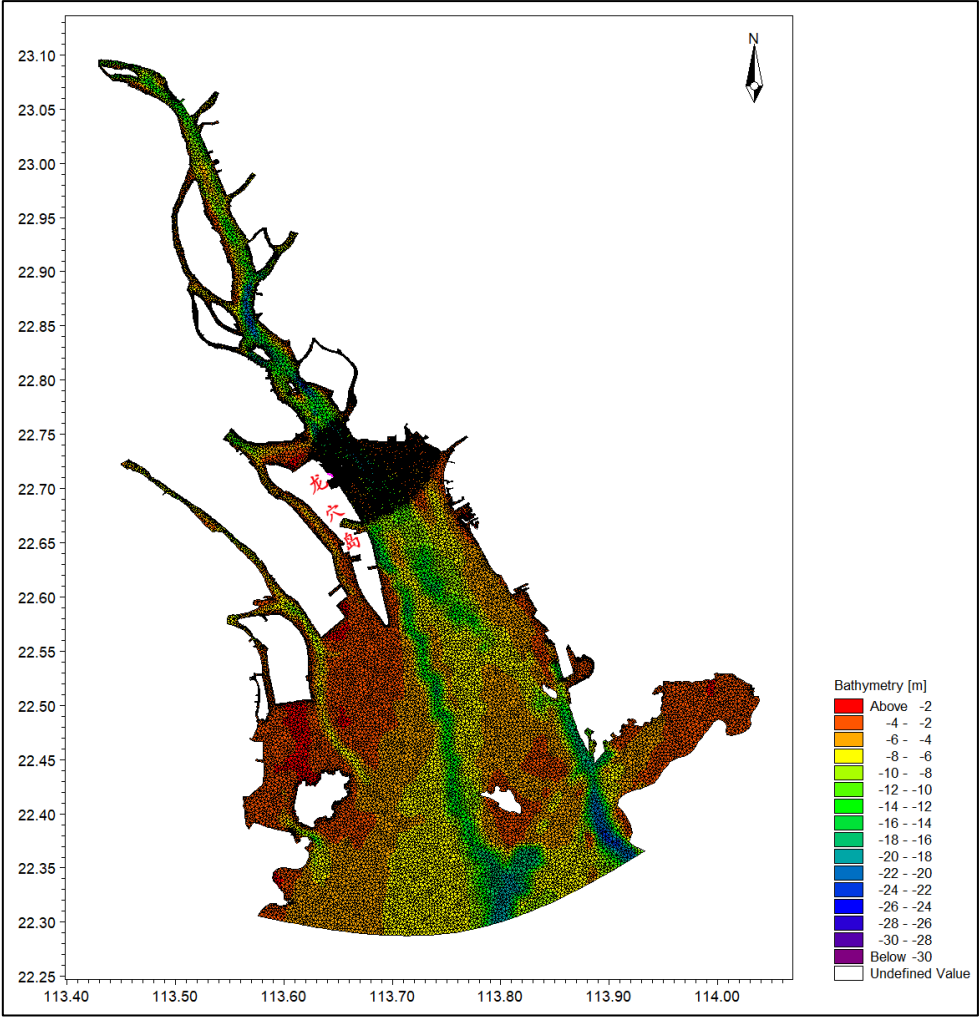 N
23.10
23.05
23.00
22.95
22.90
22.85
22.80
22.75
22.70
22.65
22.60
22.55
22.50
22.45
22.40
22.35
22.30
22.25
113.40 113.50 113.60 113.70 113.80 113.90 114.00
龙
穴
岛
Bathymetry [m]
Above -2
-4 - -2
-6 - -4
-8 - -6
-10 - -8
-12 - -10
-14 - -12
-16 - -14
-18 - -16
-20 - -18
-22 - -20
-24 - -22
-26 - -24
-28 - -26
-30 - -28
Below -30
Undefined Value